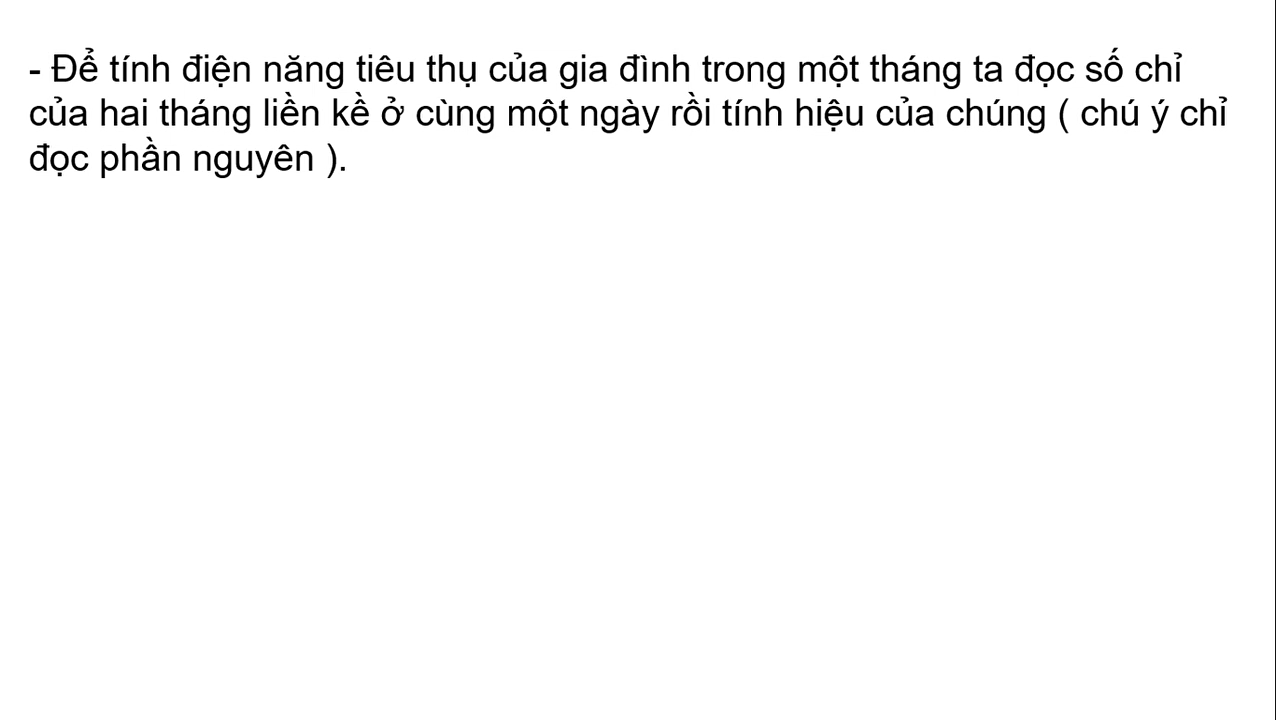 - Để tính điện năng tiêu thụ của gia đình trong một tháng ta đọc số chỉ
của hai tháng liền kề ở cùng một ngày rồi tính hiệu của chúng ( chú ý chỉ
đọc phần nguyên ).